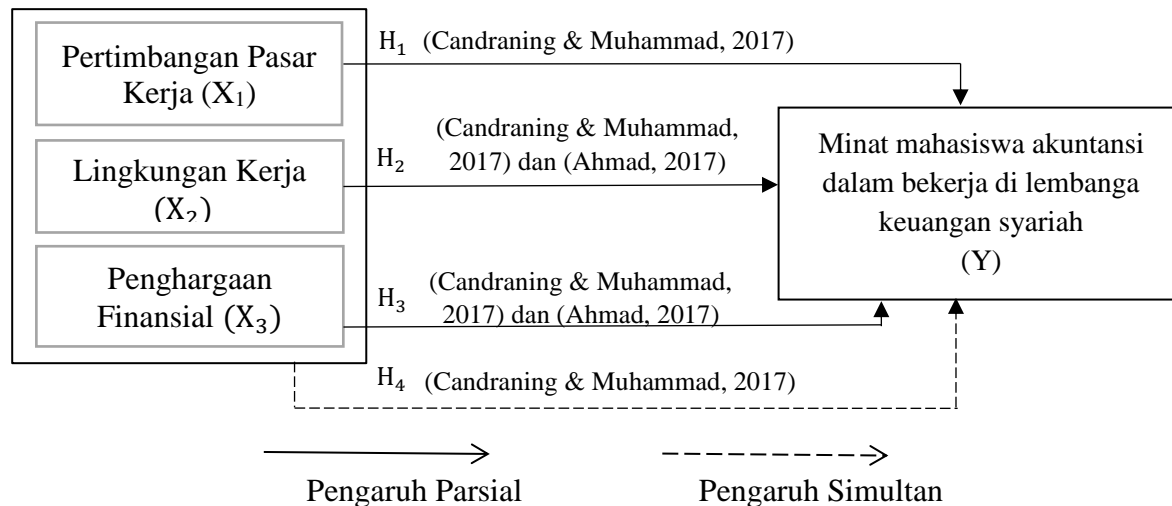 Pertimbangan Pasar
Kerja (X₁)
H₁ (Candraning & Muhammad, 2017)
Lingkungan Kerja
(X₂)
H₂ (Candraning & Muhammad,
2017) dan (Ahmad, 2017)
Penghargaan
Finansial (X₃)
H₃ (Candraning & Muhammad,
2017) dan (Ahmad, 2017)
H₄ (Candraning & Muhammad, 2017)
Minat mahasiswa akuntansi
dalam bekerja di lembanga
keuangan syariah
(Y)
Pengaruh Parsial
Pengaruh Simultan